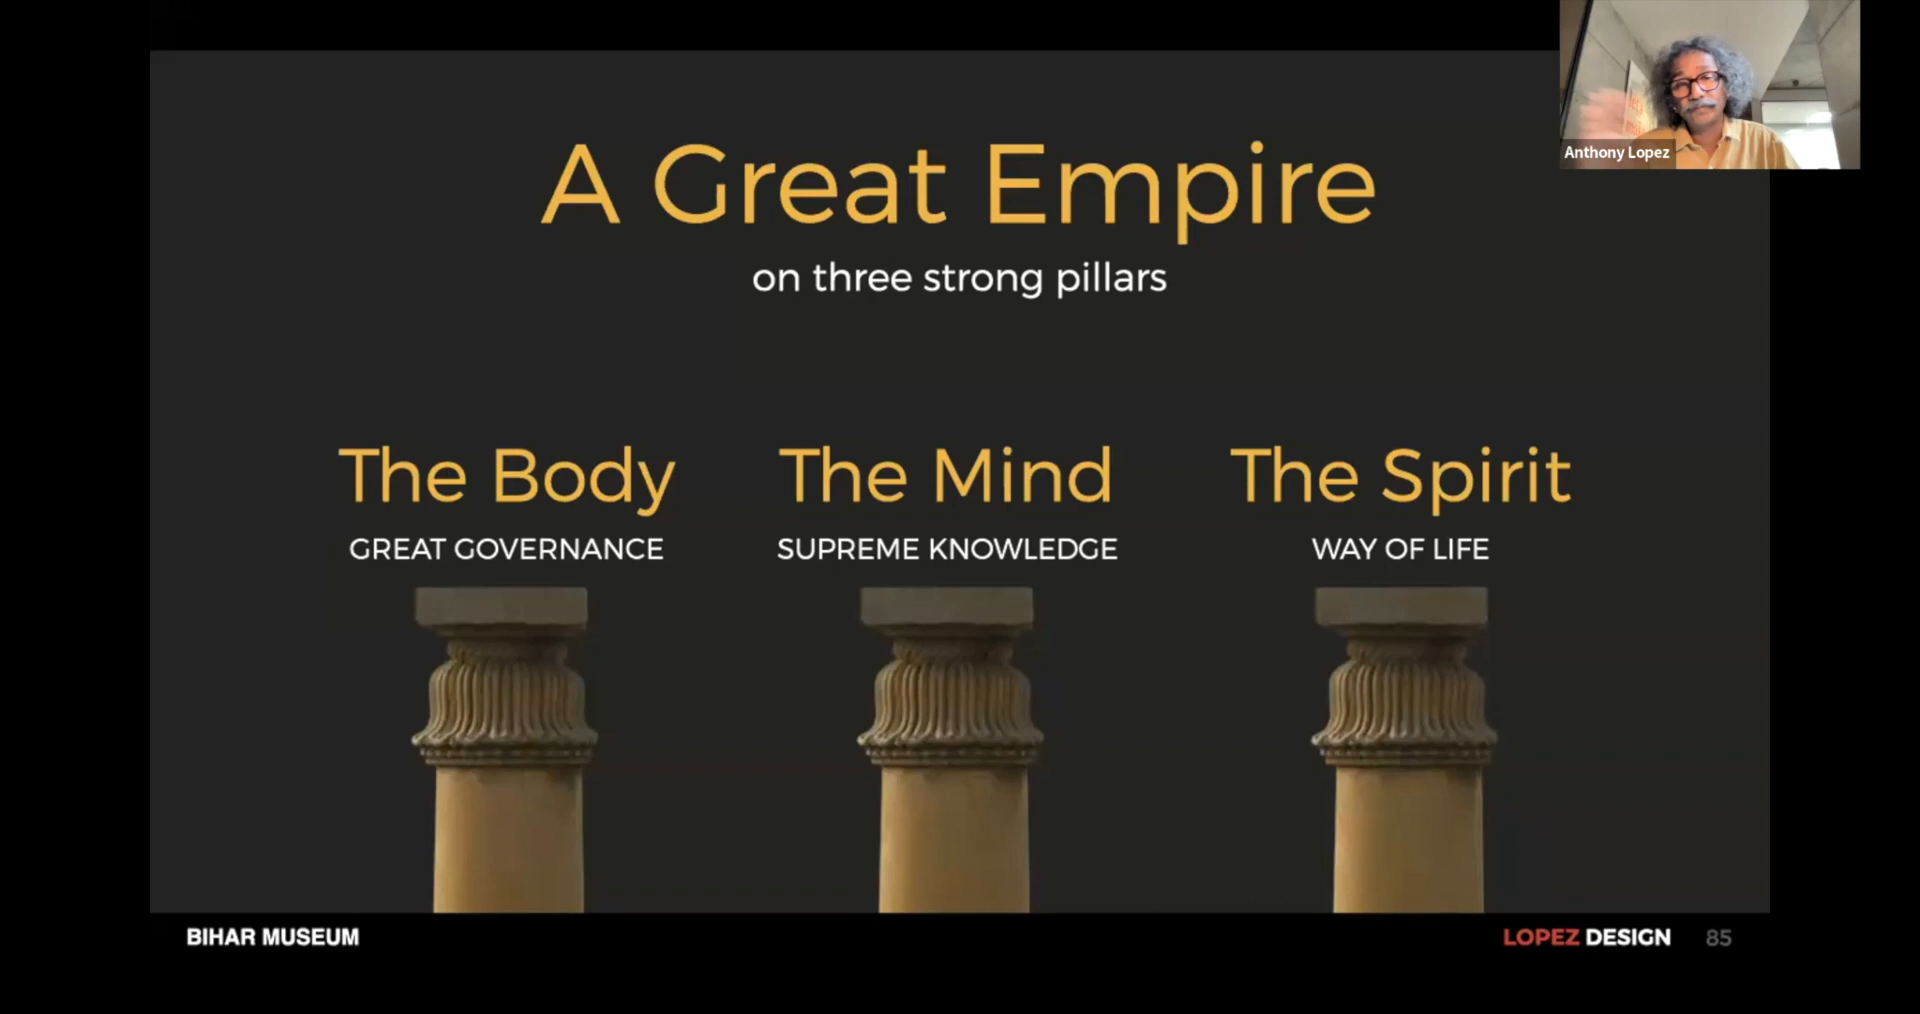 A Great Empire
on three strong pillars
The Body
GREAT GOVERNANCE
The Mind
SUPREME KNOWLEDGE
The Spirit
WAY OF LIFE
Anthony Lopez
BIHAR MUSEUM
LOPEZ DESIGN
85